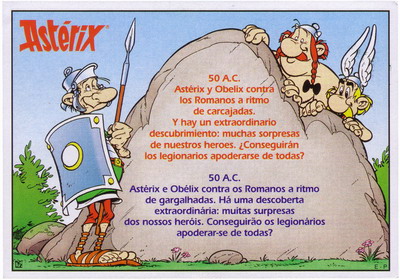 Astérix
50 A.C.
Astérix y Obelix contra
los Romanos a ritmo
de carcajadas.
Y hay un extraordinario
descubrimiento: muchas sorpresas
de nuestros heroes. ¿Conseguirán
los legionarios apoderarse de todas?
50 A.C.
Astérix e Obélix contra os Romanos a ritmo
de gargalhadas. Há uma descoberta
extraordinária: muitas surpresas
dos nossos heróis. Conseguirão os legionários
apoderar-se de todas?
E - P